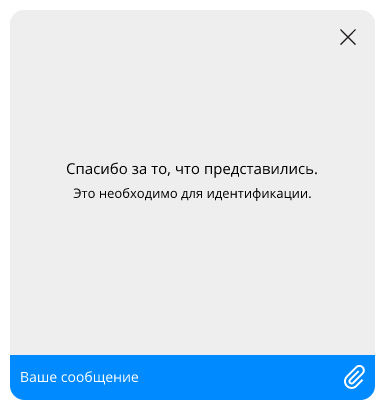 Спасибо за то, что представились.
Это необходимо для идентификации.
Ваше сообщение